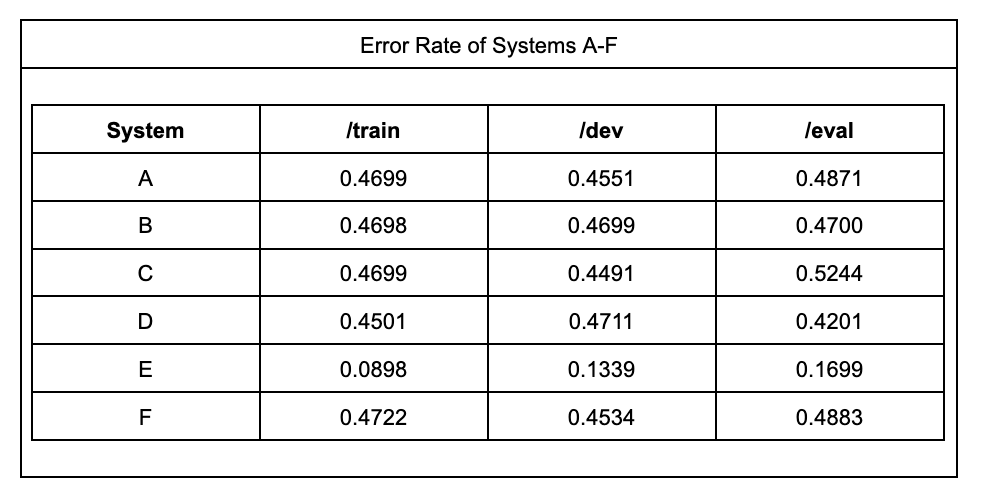 Error Rate of Systems A-F
System /train /dev /eval
A 0.4699 0.4551 0.4871
B 0.4698 0.4699 0.4700
C 0.4699 0.4491 0.5244
D 0.4501 0.4711 0.4201
E 0.0898 0.1339 0.1699
F 0.4722 0.4534 0.4883